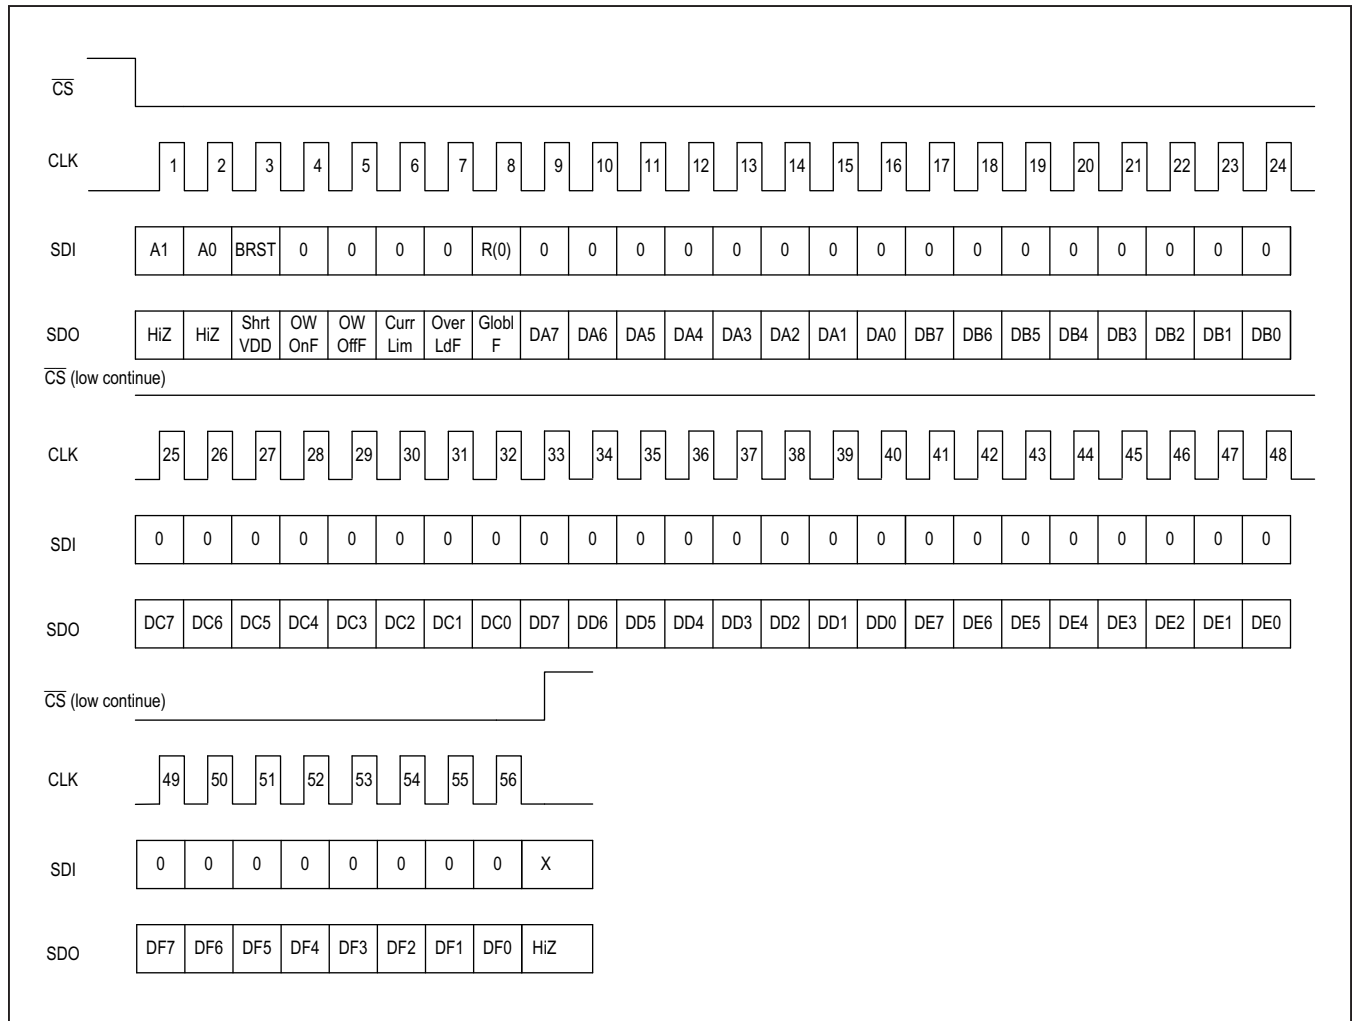 CS
CLK 1 2 3 4 5 6 7 8 9 10 11 12 13 14 15 16 17 18 19 20 21 22 23 24
SDI A1 A0 BRST 0 0 0 0 R(0) 0 0 0 0 0 0 0 0 0 0 0 0 0 0 0 0
SDO HiZ HiZ Shrt VDD OW OnF OW OffF Curr Lim Over LdF Globl F DA7 DA6 DA5 DA4 DA3 DA2 DA1 DA0 DB7 DB6 DB5 DB4 DB3 DB2 DB1 DB0
CS (low continue)
CLK 25 26 27 28 29 30 31 32 33 34 35 36 37 38 39 40 41 42 43 44 45 46 47 48
SDI 0 0 0 0 0 0 0 0 0 0 0 0 0 0 0 0 0 0 0 0 0 0 0 0
SDO DC7 DC6 DC5 DC4 DC3 DC2 DC1 DC0 DD7 DD6 DD5 DD4 DD3 DD2 DD1 DD0 DE7 DE6 DE5 DE4 DE3 DE2 DE1 DE0
CS (low continue)
CLK 49 50 51 52 53 54 55 56
SDI 0 0 0 0 0 0 0 0 X
SDO DF7 DF6 DF5 DF4 DF3 DF2 DF1 DF0 HiZ